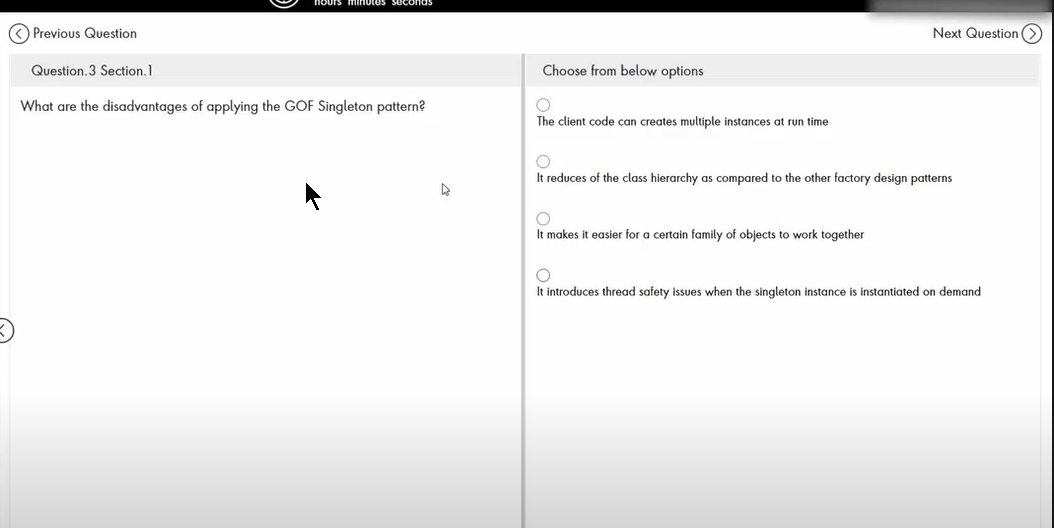 hours minutes seconds
Previous Question
Next Question
Question.3 Section.1
Choose from below options
What are the disadvantages of applying the GOF Singleton pattern?
The client code can creates multiple instances at run time
It reduces of the class hierarchy as compared to the other factory design patterns
It makes it easier for a certain family of objects to work together
It introduces thread safety issues when the singleton instance is instantiated on demand